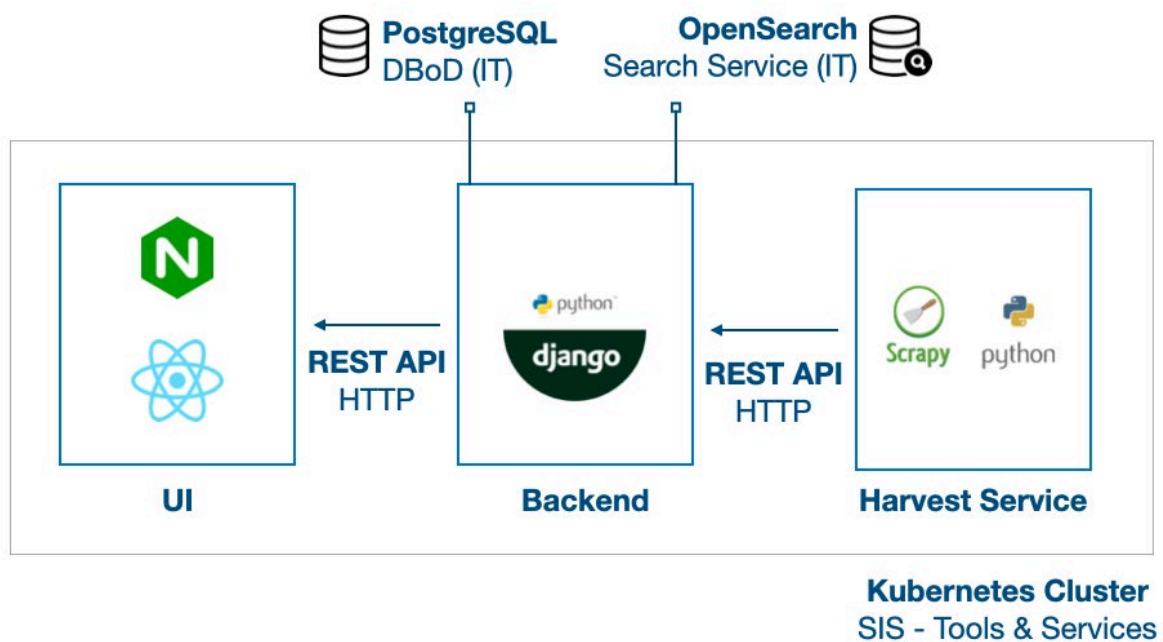 PostgreSQL
DBoD (IT)
OpenSearch
Search Service (IT)
N
python
django
REST API
HTTP
REST API
HTTP
Scrapy
python
UI
Backend
Harvest Service
Kubernetes Cluster
SIS - Tools & Services